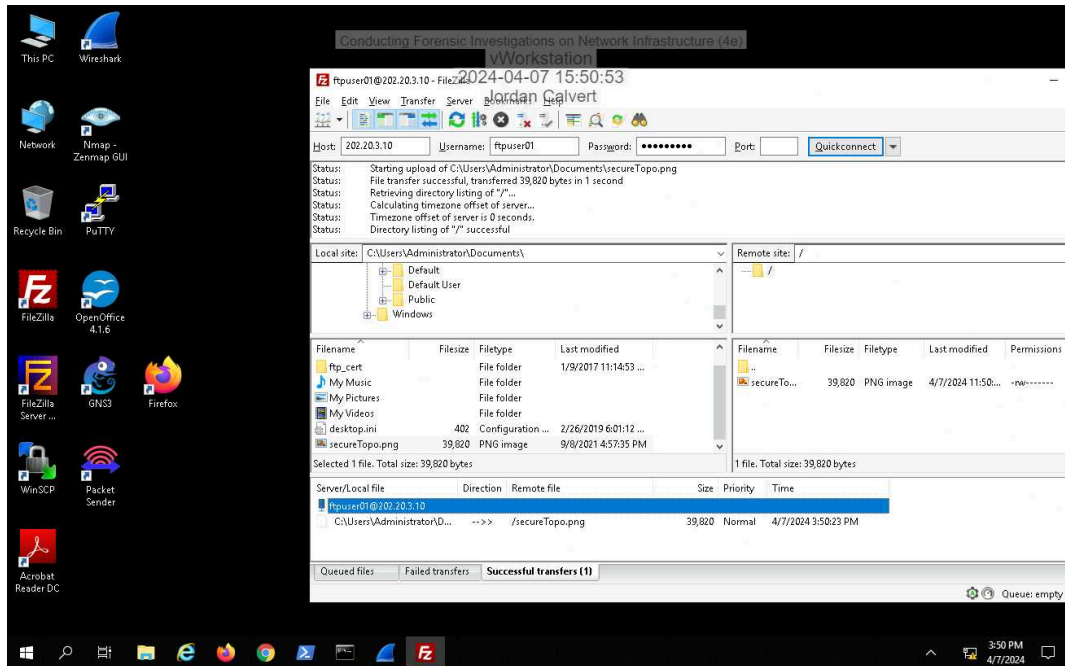 Conducting Forensic Investigations on Network Infrastructure (4e)
vWorkstation
2024-04-07 15:50:53
Jordan Calvert
This PC
Wireshark
Network
Nmap -
Zenmap GUI
Recycle Bin
PuTTY
FileZilla
OpenOffice
4.1.6
FileZilla
Server ...
GNS3
Firefox
WinSCP
Packet
Sender
Acrobat
Reader DC
ftpuser01@202.20.3.10 - FileZilla
File Edit View Transfer Server Bookmarks Help
Host: 202.20.3.10 Username: ftpuser01 Password: ●●●●●●●●● Port: Quickconnect
Status: Starting upload of C:\Users\Administrator\Documents\secureTopo.png
Status: File transfer successful, transferred 39,820 bytes in 1 second
Status: Retrieving directory listing of "/"...
Status: Calculating timezone offset of server...
Status: Timezone offset of server is 0 seconds.
Status: Directory listing of "/" successful
Local site: C:\Users\Administrator\Documents\
Default
Default User
Public
Windows
Remote site: /
/
Filename Filesize Filetype Last modified
ftp_cert File folder 1/9/2017 11:14:53 ...
My Music File folder
My Pictures File folder
My Videos File folder
desktop.ini 402 Configuration ... 2/26/2019 6:01:12 ...
secureTopo.png 39,820 PNG image 9/8/2021 4:57:35 PM
Selected 1 file. Total size: 39,820 bytes
Filename Filesize Filetype Last modified Permissions
..
secureTo... 39,820 PNG image 4/7/2024 11:50:... -rw-------
1 file. Total size: 39,820 bytes
Server/Local file Direction Remote file Size Priority Time
ftpuser01@202.20.3.10
C:\Users\Administrator\D... -->> /secureTopo.png 39,820 Normal 4/7/2024 3:50:23 PM
Queued files Failed transfers Successful transfers (1)
Queue: empty
3:50 PM
4/7/2024